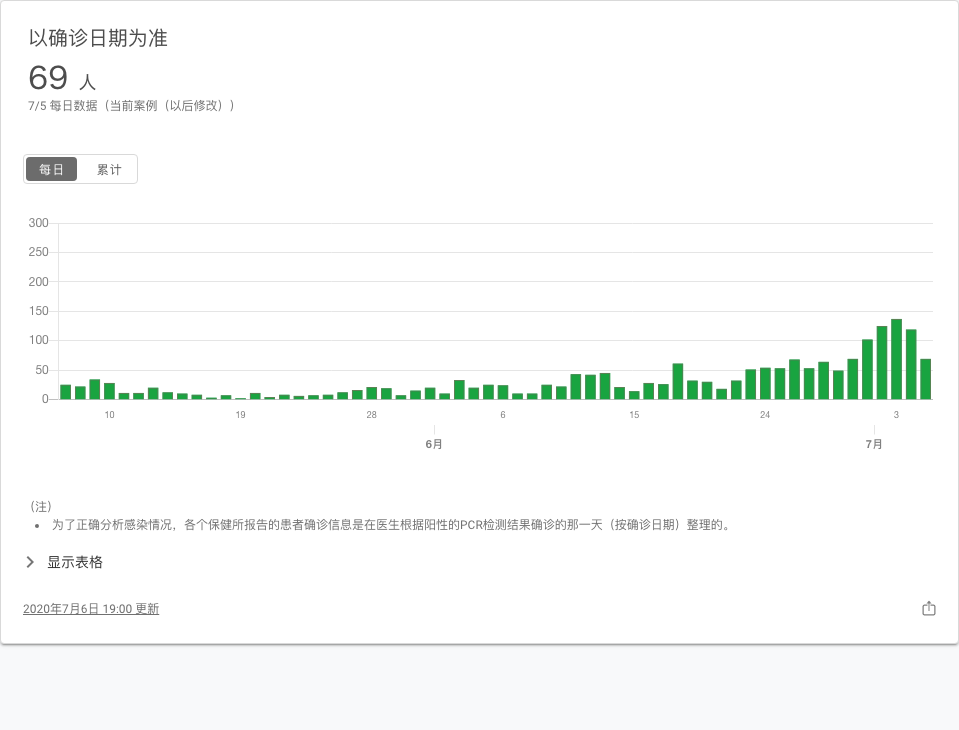 以确诊日期为准
69 人
7/5 每日数据（当前案例（以后修改））
每日 累计
300
250
200
150
100
50
0
10 19 28 6 15 24 3
6月 7月
（注）
• 为了正确分析感染情况，各个保健所报告的患者确诊信息是在医生根据阳性的PCR检测结果确诊的那一天（按确诊日期）整理的。
显示表格
2020年7月6日 19:00 更新